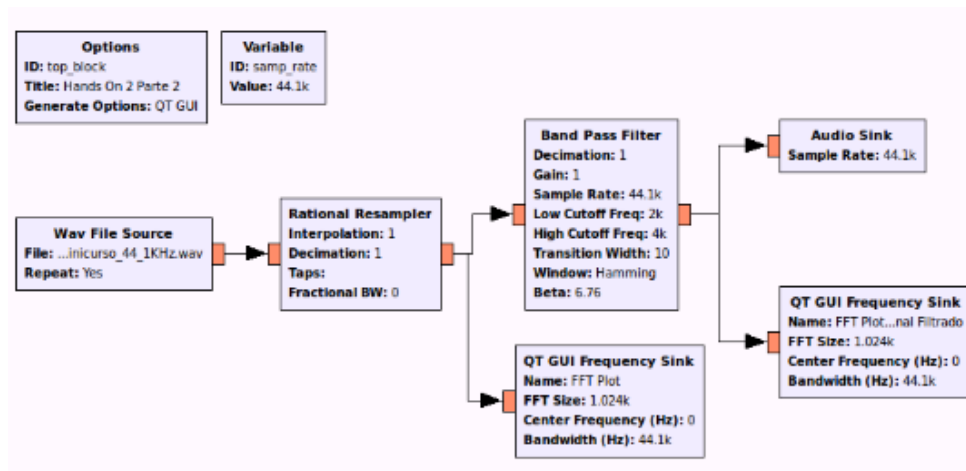 Options
ID: top_block
Title: Hands On 2 Parte 2
Generate Options: QT GUI
Variable
ID: samp_rate
Value: 44.1k
Wav File Source
File: ...inicurso_44_1KHz.wav
Repeat: Yes
Rational Resampler
Interpolation: 1
Decimation: 1
Taps:
Fractional BW: 0
Band Pass Filter
Decimation: 1
Gain: 1
Sample Rate: 44.1k
Low Cutoff Freq: 2k
High Cutoff Freq: 4k
Transition Width: 10
Window: Hamming
Beta: 6.76
Audio Sink
Sample Rate: 44.1k
QT GUI Frequency Sink
Name: FFT Plot
FFT Size: 1.024k
Center Frequency (Hz): 0
Bandwidth (Hz): 44.1k
QT GUI Frequency Sink
Name: FFT Plot...nal Filtrado
FFT Size: 1.024k
Center Frequency (Hz): 0
Bandwidth (Hz): 44.1k